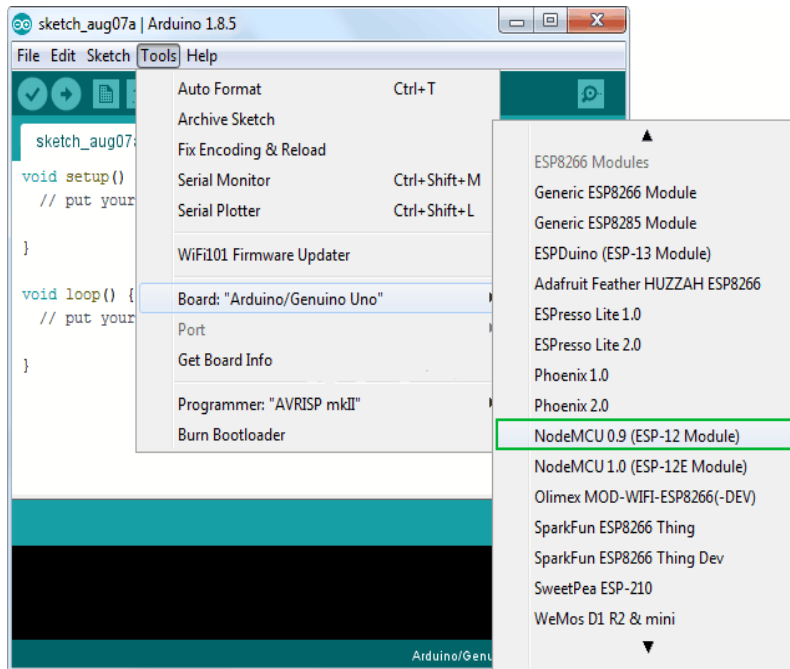 sketch_aug07a | Arduino 1.8.5
File Edit Sketch Tools Help
sketch_aug07a
void setup()
// put your
}
void loop() {
// put your
}
Auto Format Ctrl+T
Archive Sketch
Fix Encoding & Reload
Serial Monitor Ctrl+Shift+M
Serial Plotter Ctrl+Shift+L
WiFi101 Firmware Updater
Board: "Arduino/Genuino Uno"
Port
Get Board Info
Programmer: "AVRISP mkII"
Burn Bootloader
ESP8266 Modules
Generic ESP8266 Module
Generic ESP8285 Module
ESPDuino (ESP-13 Module)
Adafruit Feather HUZZAH ESP8266
ESPresso Lite 1.0
ESPresso Lite 2.0
Phoenix 1.0
Phoenix 2.0
NodeMCU 0.9 (ESP-12 Module)
NodeMCU 1.0 (ESP-12E Module)
Olimex MOD-WIFI-ESP8266(-DEV)
SparkFun ESP8266 Thing
SparkFun ESP8266 Thing Dev
SweetPea ESP-210
WeMos D1 R2 & mini
Arduino/Genu